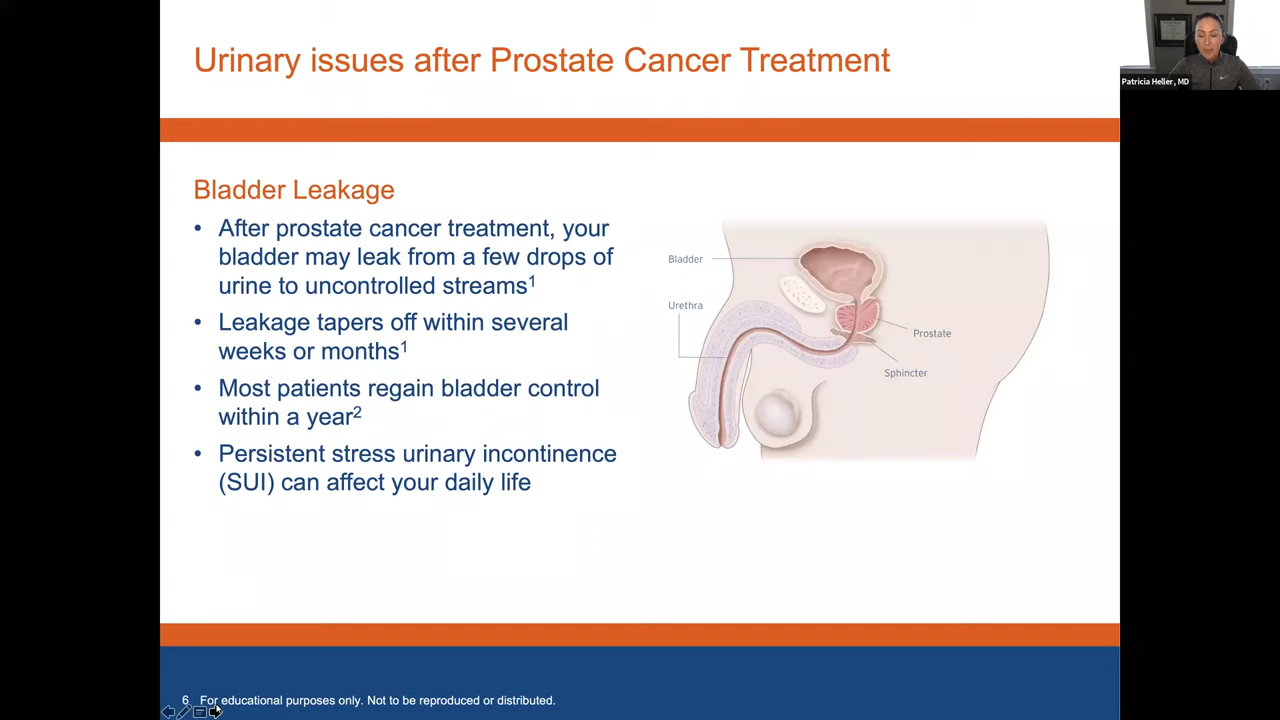 Urinary issues after Prostate Cancer Treatment
Patricia Heller, MD
Bladder Leakage
• After prostate cancer treatment, your
bladder may leak from a few drops of
urine to uncontrolled streams1
• Leakage tapers off within several
weeks or months1
• Most patients regain bladder control
within a year2
• Persistent stress urinary incontinence
(SUI) can affect your daily life
Bladder
Urethra
Prostate
Sphincter
6 For educational purposes only. Not to be reproduced or distributed.